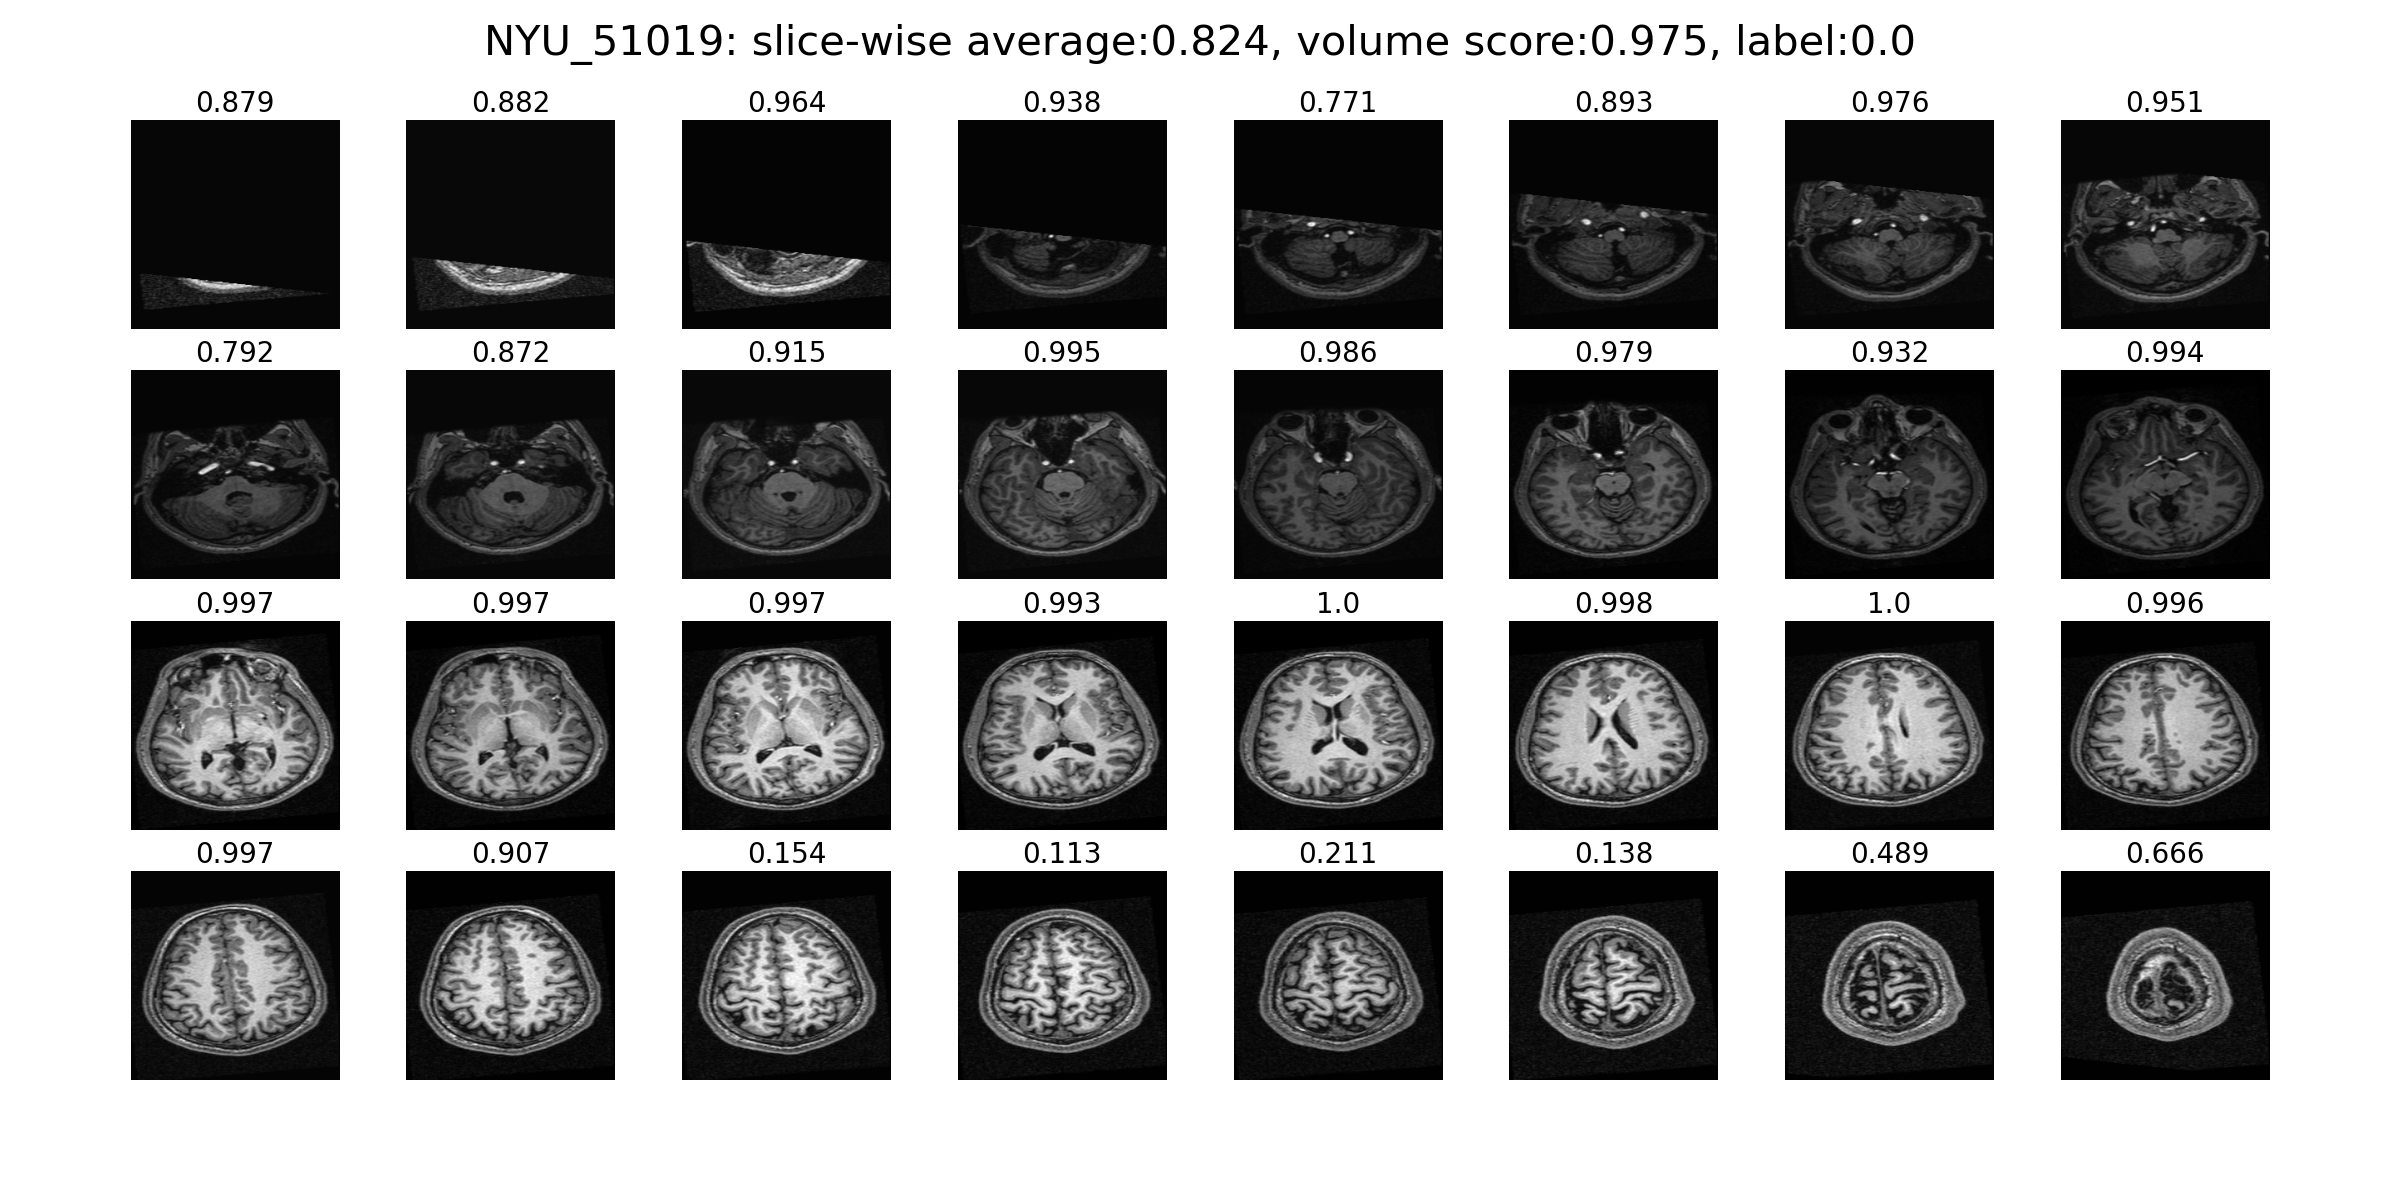 NYU_51019: slice-wise average:0.824, volume score:0.975, label:0.0
0.879 0.882 0.964 0.938 0.771 0.893 0.976 0.951
0.792 0.872 0.915 0.995 0.986 0.979 0.932 0.994
0.997 0.997 0.997 0.993 1.0 0.998 1.0 0.996
0.997 0.907 0.154 0.113 0.211 0.138 0.489 0.666